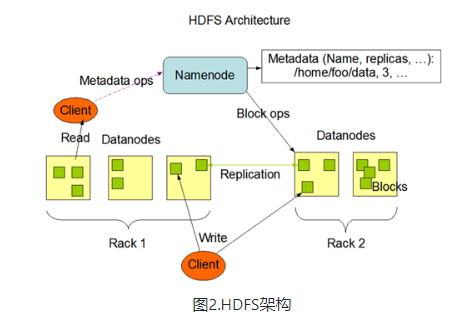 HDFS Architecture
Namenode
Metadata (Name, replicas, ...):
/home/foo/data, 3, ...
Metadata ops
Client
Block ops
Read
Datanodes
Datanodes
Replication
Blocks
Rack 1
Write
Rack 2
Client
图2.HDFS架构